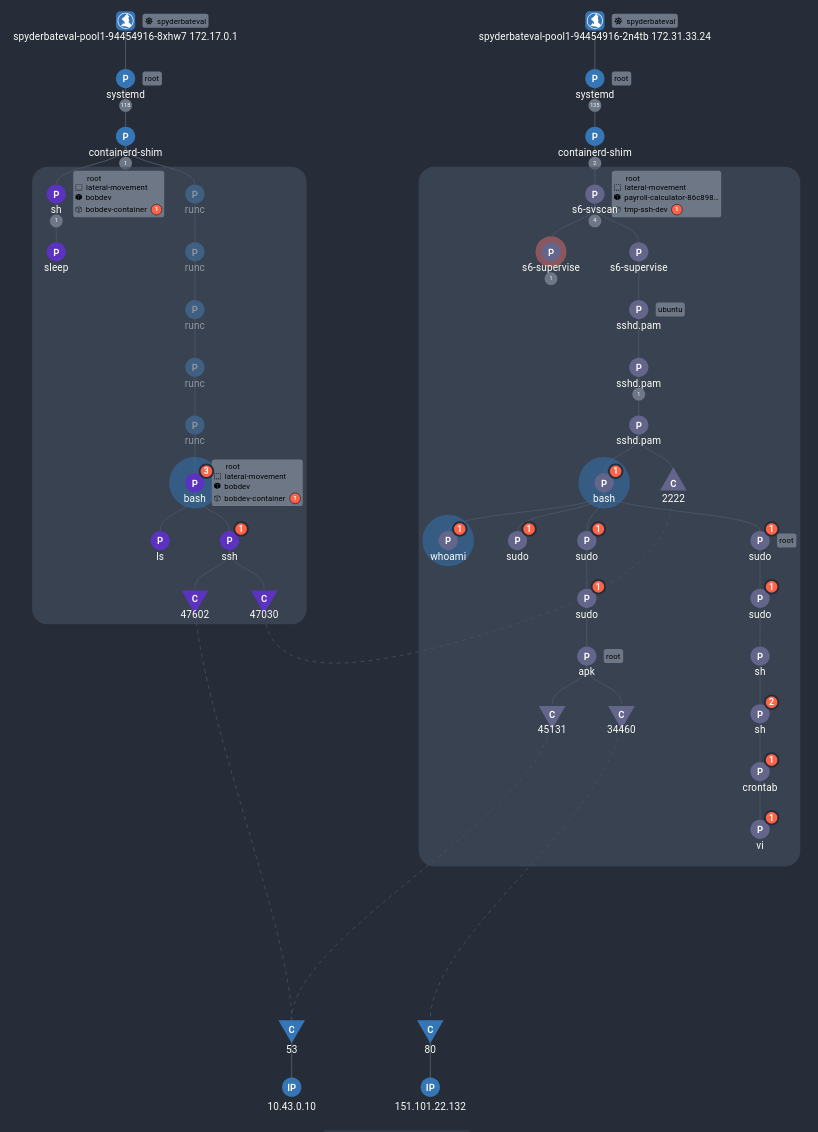 spyderbateval
spyderbateval-pool1-94454916-8xhw7 172.17.0.1
P
root
systemd
118
P
containerd-shim
1
P
sh
1
root
lateral-movement
bobdev
bobdev-container 1
P
runc
P
sleep
P
runc
P
runc
P
runc
P
runc
P
3
bash
root
lateral-movement
bobdev
bobdev-container 1
P
ls
P
1
ssh
C
47602
C
47030
spyderbateval
spyderbateval-pool1-94454916-2n4tb 172.31.33.24
P
root
systemd
135
P
containerd-shim
2
P
s6-svscan
4
root
lateral-movement
payroll-calculator-86c898...
tmp-ssh-dev 1
P
s6-supervise
1
P
s6-supervise
P
ubuntu
sshd.pam
P
sshd.pam
1
P
sshd.pam
P
1
bash
C
2222
P
1
whoami
P
1
sudo
P
1
sudo
P
1
root
sudo
P
1
sudo
P
1
sudo
P
root
apk
P
sh
C
45131
C
34460
P
2
sh
P
1
crontab
P
1
vi
C
53
C
80
IP
10.43.0.10
IP
151.101.22.132